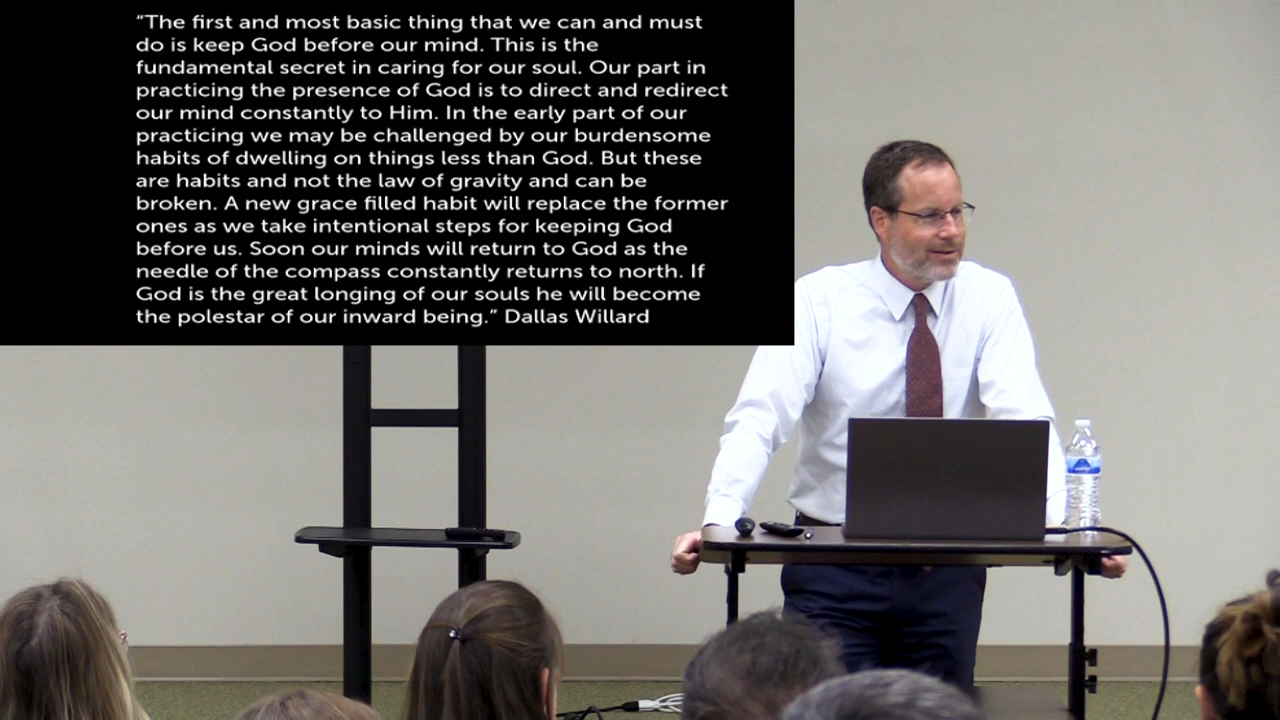 “The first and most basic thing that we can and must
do is keep God before our mind. This is the
fundamental secret in caring for our soul. Our part in
practicing the presence of God is to direct and redirect
our mind constantly to Him. In the early part of our
practicing we may be challenged by our burdensome
habits of dwelling on things less than God. But these
are habits and not the law of gravity and can be
broken. A new grace filled habit will replace the former
ones as we take intentional steps for keeping God
before us. Soon our minds will return to God as the
needle of the compass constantly returns to north. If
God is the great longing of our souls he will become
the polestar of our inward being.” Dallas Willard